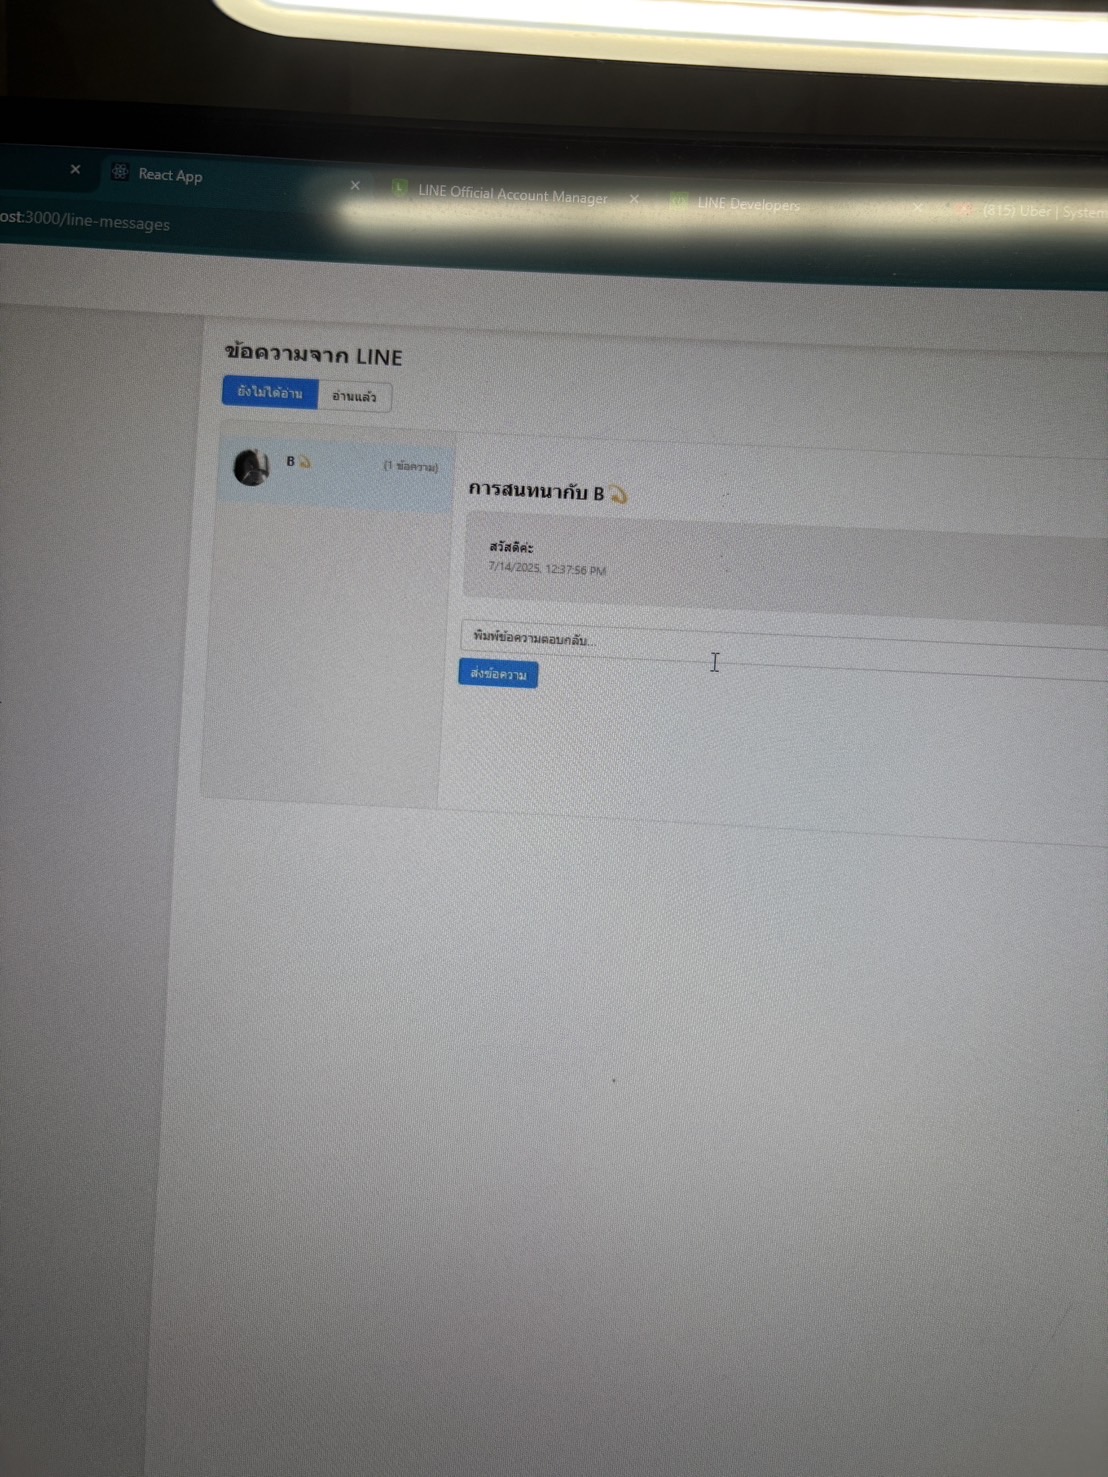 React App
LINE Official Account Manager
LINE Developers
(815) Uber | System
ost:3000/line-messages
ข้อความจาก LINE
ยังไม่ได้อ่าน
อ่านแล้ว
B💫
(1 ข้อความ)
การสนทนากับ B💫
สวัสดีค่ะ
7/14/2025, 12:37:56 PM
พิมพ์ข้อความตอบกลับ...
ส่งข้อความ